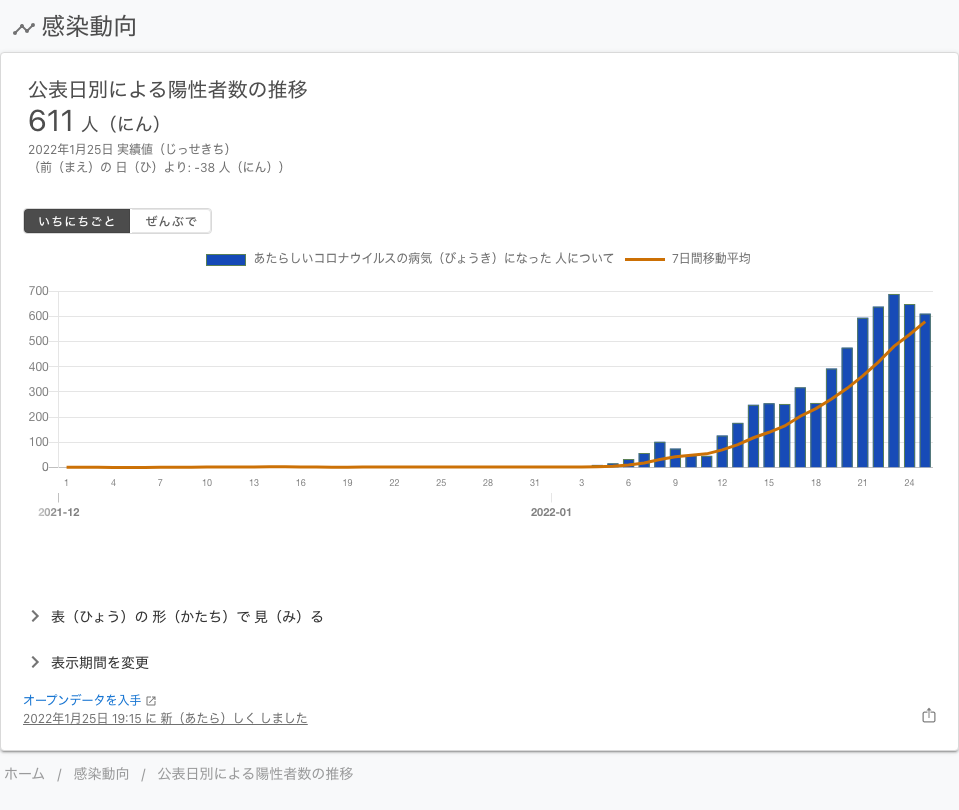 感染動向
公表日別による陽性者数の推移
611 人（にん）
2022年1月25日 実績値（じっせきち）
（前（まえ）の 日（ひ）より: -38 人（にん））
いちにちごと ぜんぶで
あたらしいコロナウイルスの病気（びょうき）になった 人について 7日間移動平均
700
600
500
400
300
200
100
0
1 4 7 10 13 16 19 22 25 28 31 3 6 9 12 15 18 21 24
2021-12 2022-01
表（ひょう）の 形（かたち）で 見（み）る
表示期間を変更
オープンデータを入手
2022年1月25日 19:15 に 新（あたら）しく しました
ホーム / 感染動向 / 公表日別による陽性者数の推移